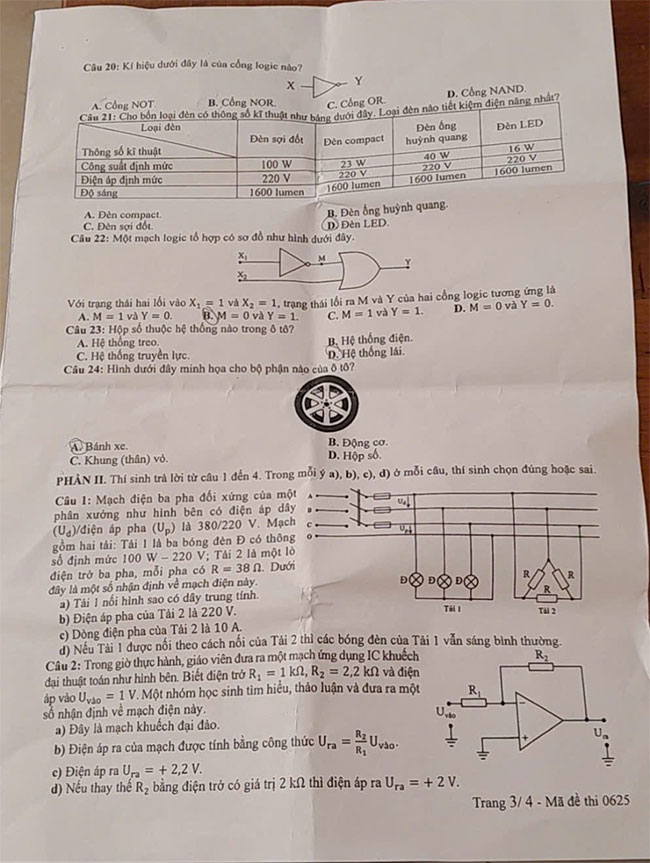 Câu 20: Kí hiệu dưới đây là của cổng logic nào?
X Y
A. Cổng NOT. B. Cổng NOR. C. Cổng OR. D. Cổng NAND.
Câu 21: Cho bốn loại đèn có thông số kĩ thuật như bảng dưới đây. Loại đèn nào tiết kiệm điện năng nhất?
Loại đèn
Thông số kĩ thuật Đèn sợi đốt Đèn compact Đèn ống huỳnh quang Đèn LED
Công suất định mức 100 W 23 W 40 W 16 W
Điện áp định mức 220 V 220 V 220 V 220 V
Độ sáng 1600 lumen 1600 lumen 1600 lumen 1600 lumen
A. Đèn compact. B. Đèn ống huỳnh quang.
C. Đèn sợi đốt. D. Đèn LED.
Câu 22: Một mạch logic tổ hợp có sơ đồ như hình dưới đây.
X₁ M Y
X₂
Với trạng thái hai lối vào X₁ = 1 và X₂ = 1, trạng thái lối ra M và Y của hai cổng logic tương ứng là
A. M = 1 và Y = 0. B. M = 0 và Y = 1. C. M = 1 và Y = 1. D. M = 0 và Y = 0.
Câu 23: Hộp số thuộc hệ thống nào trong ô tô?
A. Hệ thống treo. B. Hệ thống điện.
C. Hệ thống truyền lực. D. Hệ thống lái.
Câu 24: Hình dưới đây minh họa cho bộ phận nào của ô tô?
A. Bánh xe. B. Động cơ.
C. Khung (thân) vỏ. D. Hộp số.
PHẦN II. Thí sinh trả lời từ câu 1 đến 4. Trong mỗi ý a), b), c), d) ở mỗi câu, thí sinh chọn đúng hoặc sai.
Câu 1: Mạch điện ba pha đối xứng của một
phân xưởng như hình bên có điện áp dây
(U_d)/điện áp pha (U_p) là 380/220 V. Mạch
gồm hai tải: Tải 1 là ba bóng đèn Đ có thông
số định mức 100 W – 220 V; Tải 2 là một lò
điện trở ba pha, mỗi pha có R = 38 Ω. Dưới
đây là một số nhận định về mạch điện này.
A
B
C
O
U_d
U_p
Đ Đ Đ
R R
R
Tải 1 Tải 2
a) Tải 1 nối hình sao có dây trung tính.
b) Điện áp pha của Tải 2 là 220 V.
c) Dòng điện pha của Tải 2 là 10 A.
d) Nếu Tải 1 được nối theo cách nối của Tải 2 thì các bóng đèn của Tải 1 vẫn sáng bình thường.
Câu 2: Trong giờ thực hành, giáo viên đưa ra một mạch ứng dụng IC khuếch
đại thuật toán như hình bên. Biết điện trở R₁ = 1 kΩ, R₂ = 2,2 kΩ và điện
áp vào U_vào = 1 V. Một nhóm học sinh tìm hiểu, thảo luận và đưa ra một
số nhận định về mạch điện này.
R₂
R₁
U_vào
−
+
U_ra
a) Đây là mạch khuếch đại đảo.
b) Điện áp ra của mạch được tính bằng công thức U_ra = R₂/R₁ U_vào.
c) Điện áp ra U_ra = + 2,2 V.
d) Nếu thay thế R₂ bằng điện trở có giá trị 2 kΩ thì điện áp ra U_ra = + 2 V.
Trang 3/ 4 - Mã đề thi 0625